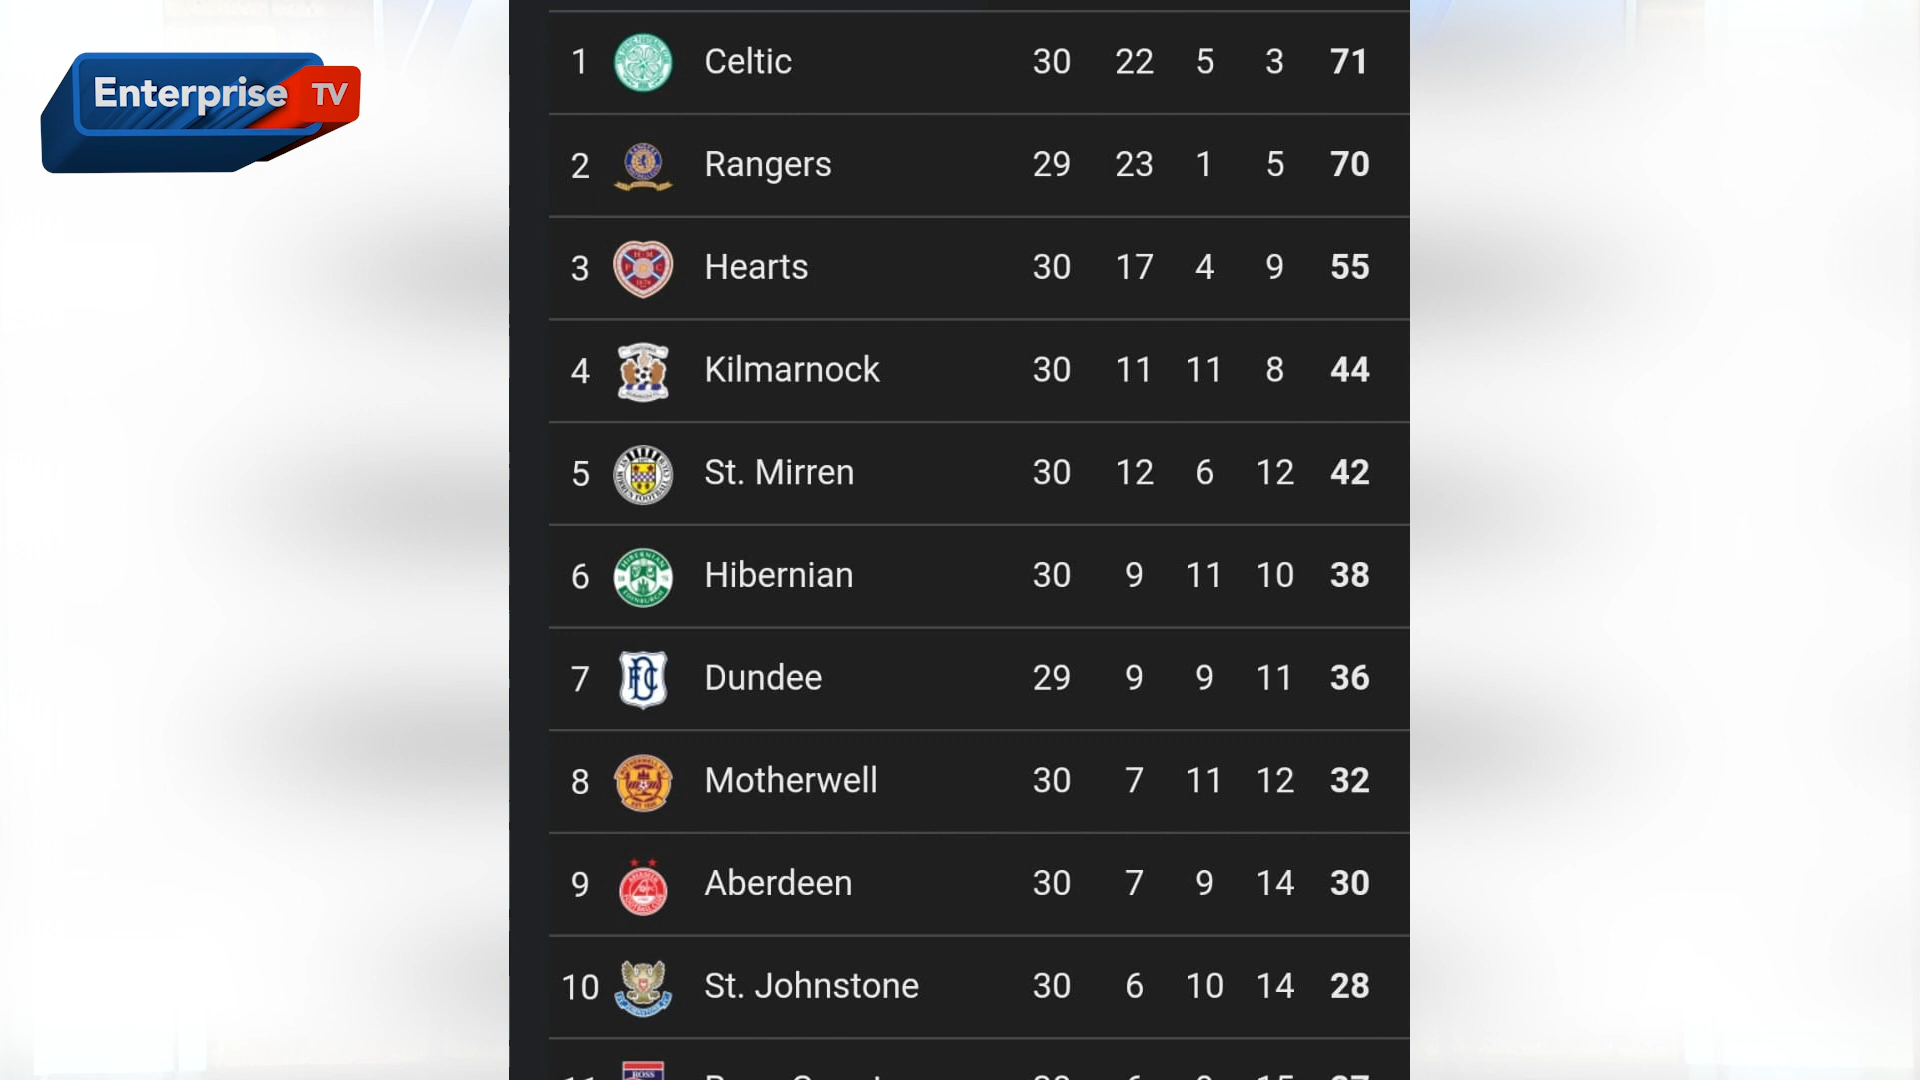 Enterprise TV
1 Celtic 30 22 5 3 71
2 Rangers 29 23 1 5 70
3 Hearts 30 17 4 9 55
4 Kilmarnock 30 11 11 8 44
5 St. Mirren 30 12 6 12 42
6 Hibernian 30 9 11 10 38
7 Dundee 29 9 9 11 36
8 Motherwell 30 7 11 12 32
9 Aberdeen 30 7 9 14 30
10 St. Johnstone 30 6 10 14 28
ROSS